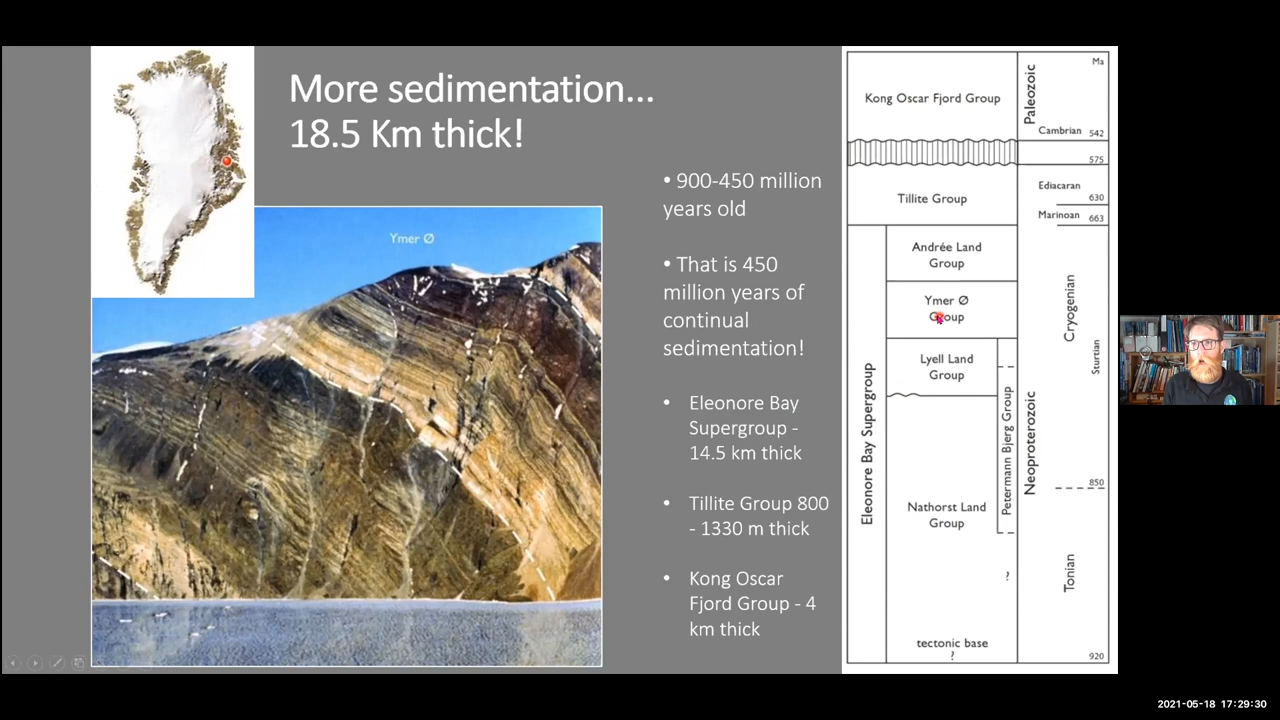 More sedimentation...
18.5 Km thick!
Ymer Ø
• 900-450 million
years old
• That is 450
million years of
continual
sedimentation!
• Eleonore Bay
Supergroup -
14.5 km thick
• Tillite Group 800
- 1330 m thick
• Kong Oscar
Fjord Group - 4
km thick
Ma
Kong Oscar Fjord Group
Paleozoic
Cambrian 542
575
Tillite Group
Ediacaran
630
Marinoan 663
Andrée Land
Group
Ymer Ø
Group
Lyell Land
Group
Eleonore Bay Supergroup
Petermann Bjerg Group
Neoproterozoic
Cryogenian
Sturtian
850
Nathorst Land
Group
Tonian
?
tectonic base
?
920
2021-05-18 17:29:30